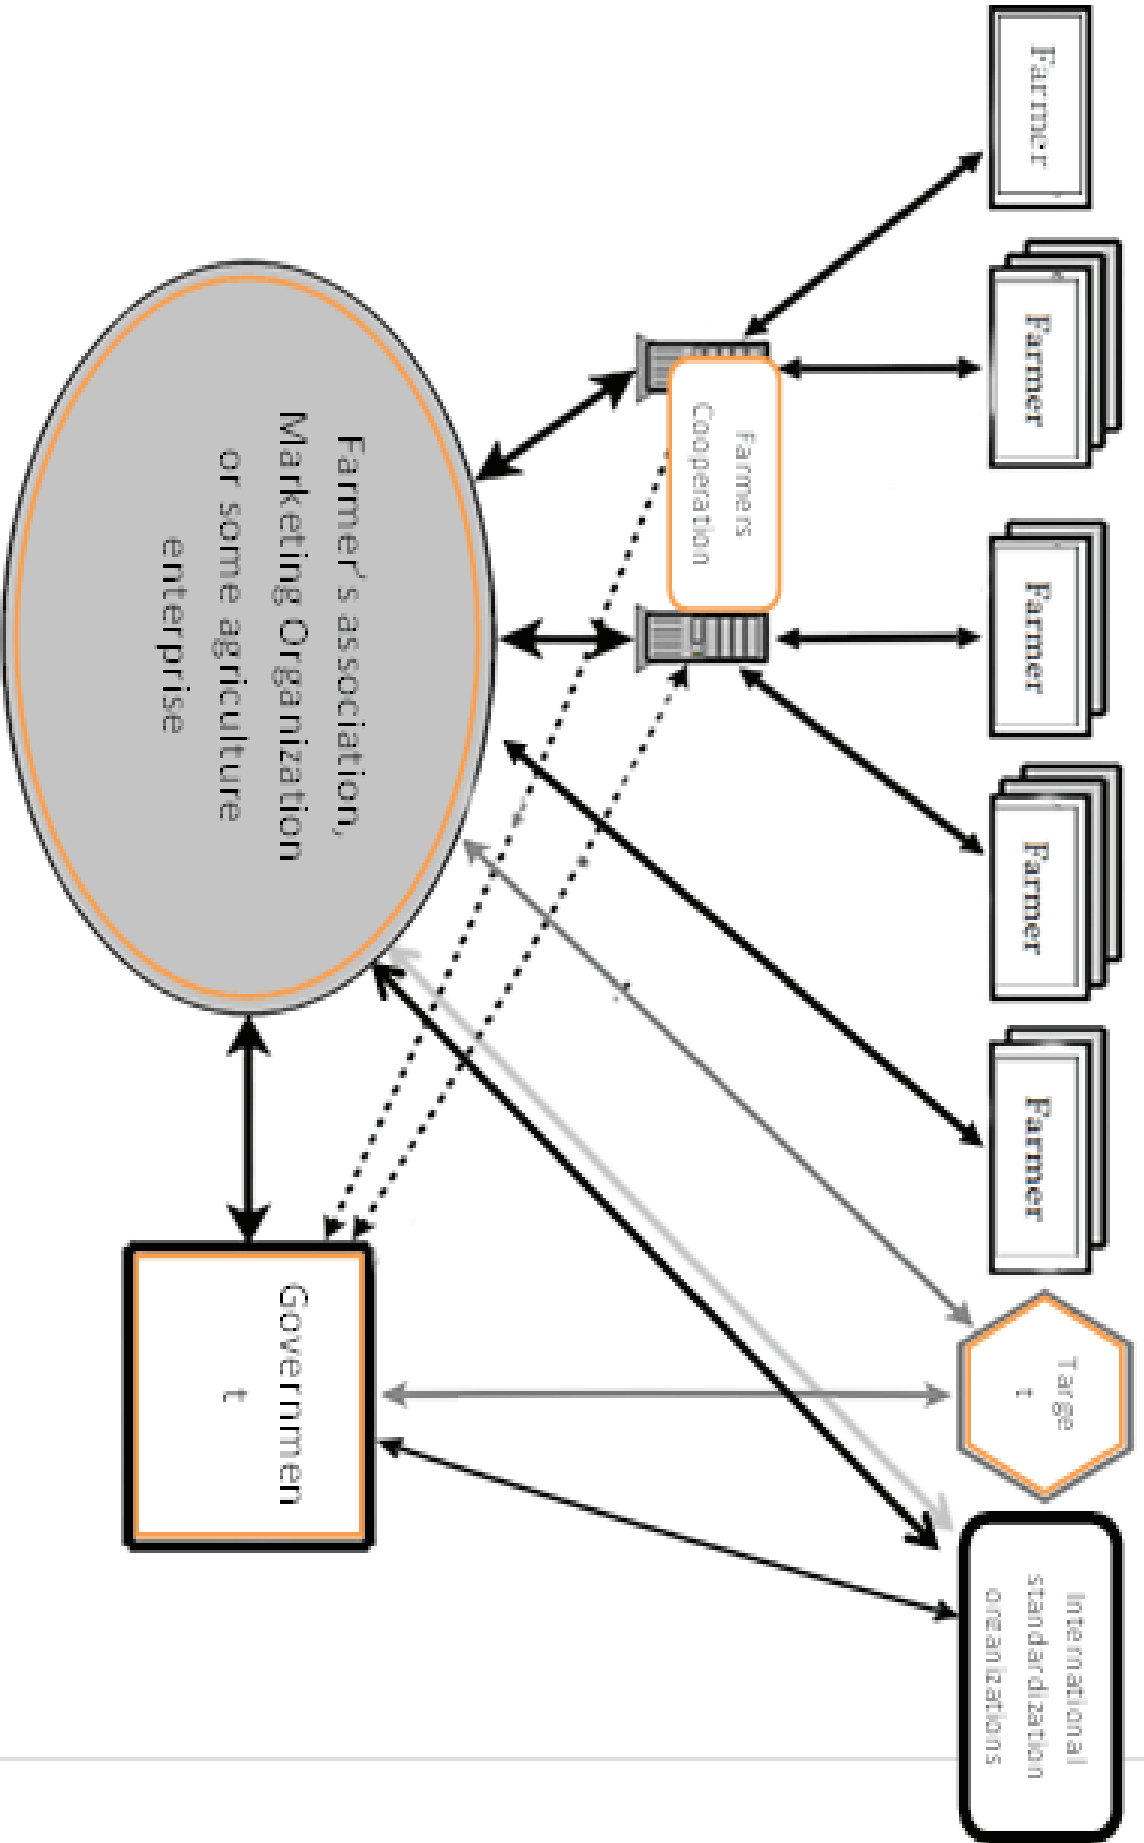 Farmer
Farmer
Farmer
Farmer
Farmer
Targe
t
International
standardization
organizations
Farmers
Cooperation
Farmer's association,
Marketing Organization
or some agriculture
enterprise
Governmen
t